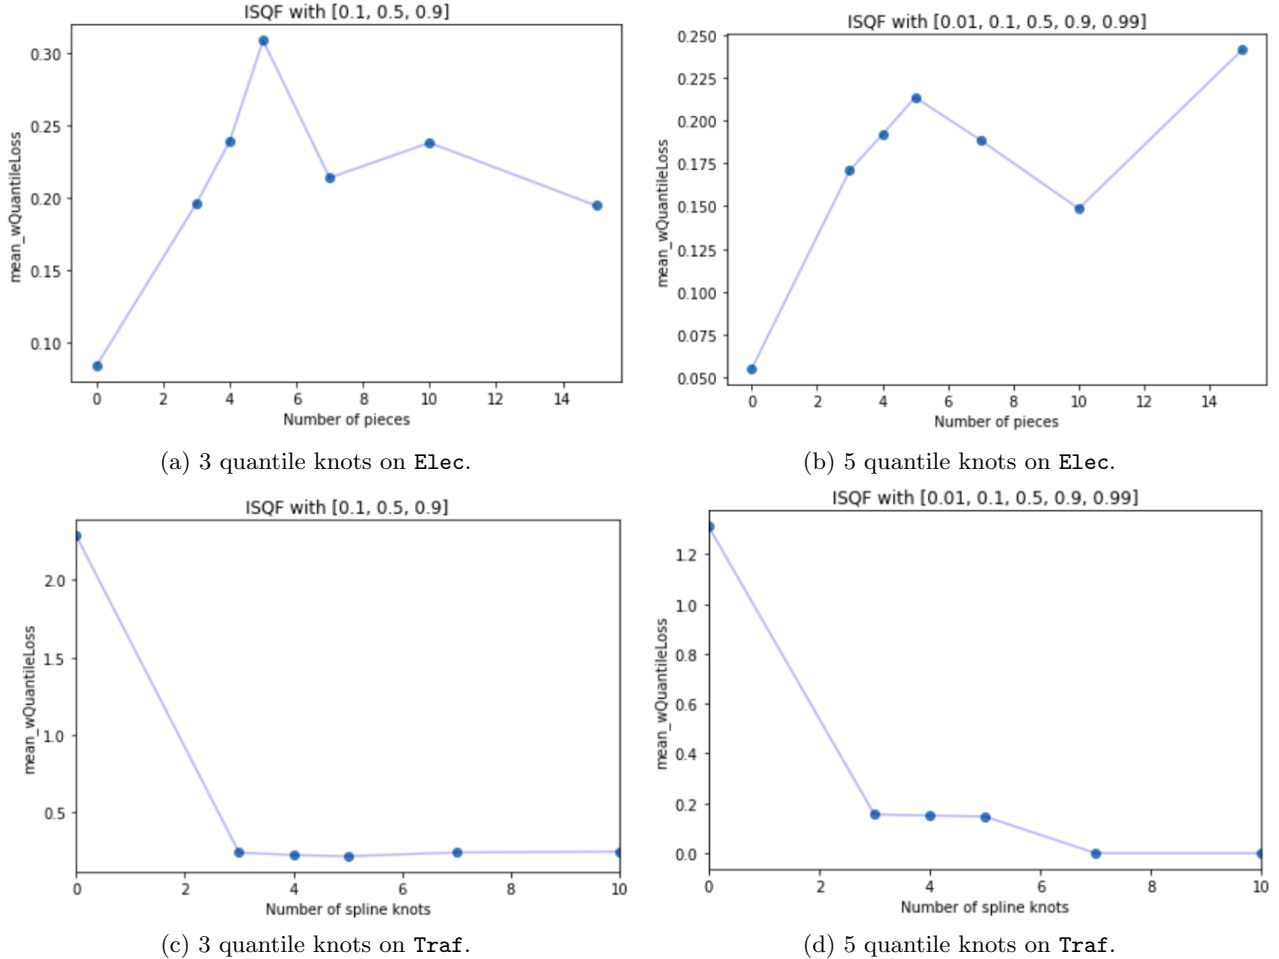 ISQF with [0.1, 0.5, 0.9]
mean_wQuantileLoss
0.30
0.25
0.20
0.15
0.10
0 2 4 6 8 10 12 14
Number of pieces
(a) 3 quantile knots on Elec.
ISQF with [0.01, 0.1, 0.5, 0.9, 0.99]
mean_wQuantileLoss
0.250
0.225
0.200
0.175
0.150
0.125
0.100
0.075
0.050
0 2 4 6 8 10 12 14
Number of pieces
(b) 5 quantile knots on Elec.
ISQF with [0.1, 0.5, 0.9]
mean_wQuantileLoss
2.0
1.5
1.0
0.5
0 2 4 6 8 10
Number of spline knots
(c) 3 quantile knots on Traf.
ISQF with [0.01, 0.1, 0.5, 0.9, 0.99]
mean_wQuantileLoss
1.2
1.0
0.8
0.6
0.4
0.2
0.0
0 2 4 6 8 10
Number of spline knots
(d) 5 quantile knots on Traf.